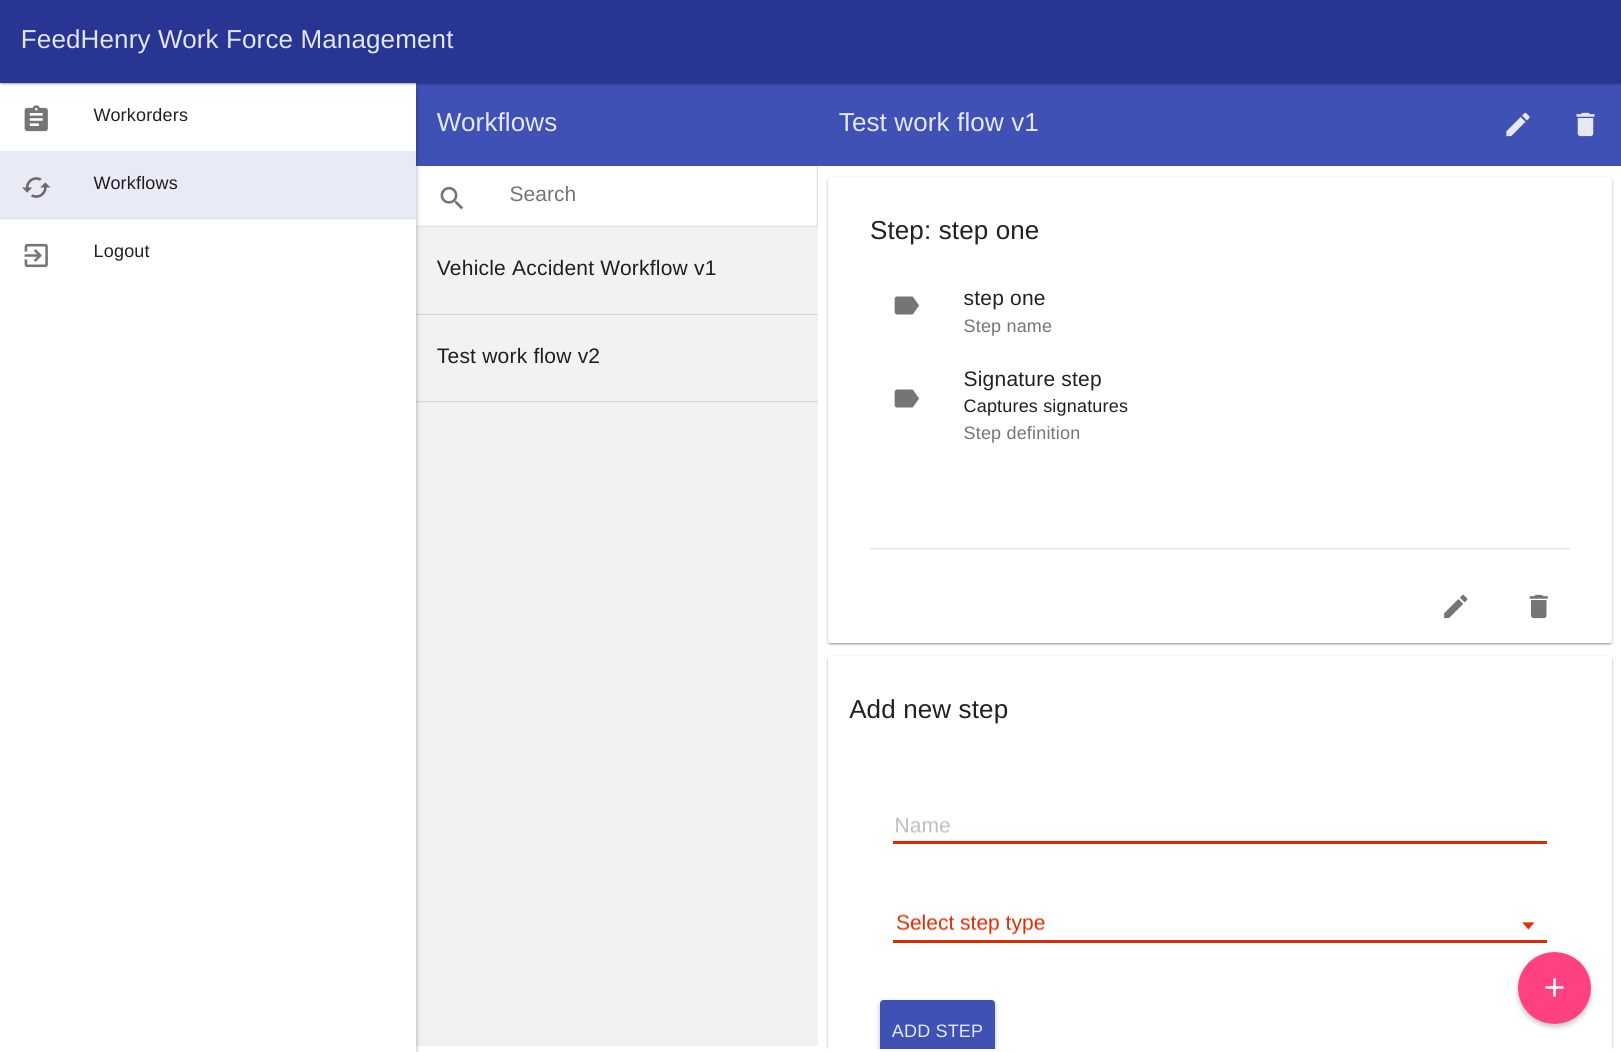 FeedHenry Work Force Management
Workorders
Workflows
Logout
Workflows
Search
Vehicle Accident Workflow v1
Test work flow v2
Test work flow v1
Step: step one
step one
Step name
Signature step
Captures signatures
Step definition
Add new step
Name
Select step type
ADD STEP